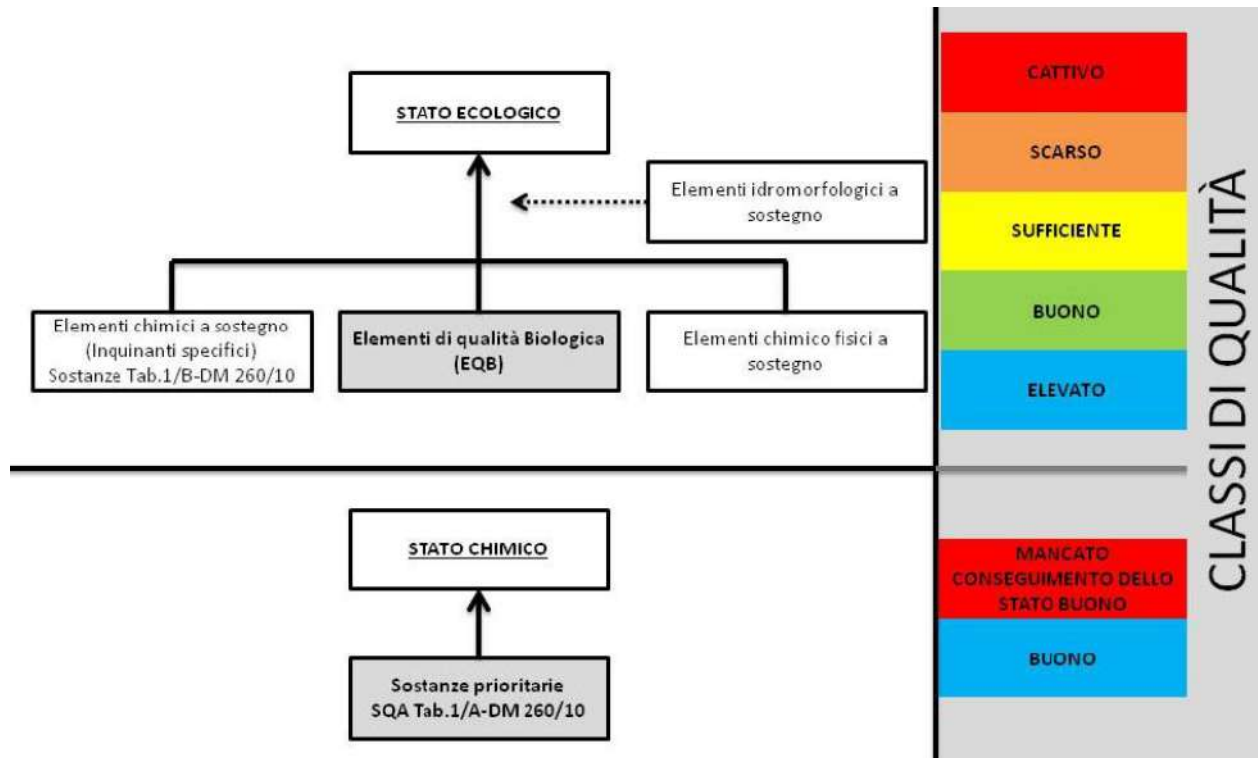 STATO ECOLOGICO
Elementi idromorfologici a
sostegno
Elementi chimici a sostegno
(Inquinanti specifici)
Sostanze Tab.1/B-DM 260/10
Elementi di qualità Biologica
(EQB)
Elementi chimico fisici a
sostegno
CATTIVO
SCARSO
SUFFICIENTE
BUONO
ELEVATO
STATO CHIMICO
Sostanze prioritarie
SQA Tab.1/A-DM 260/10
MANCATO
CONSEGUIMENTO DELLO
STATO BUONO
BUONO
CLASSI DI QUALITÀ